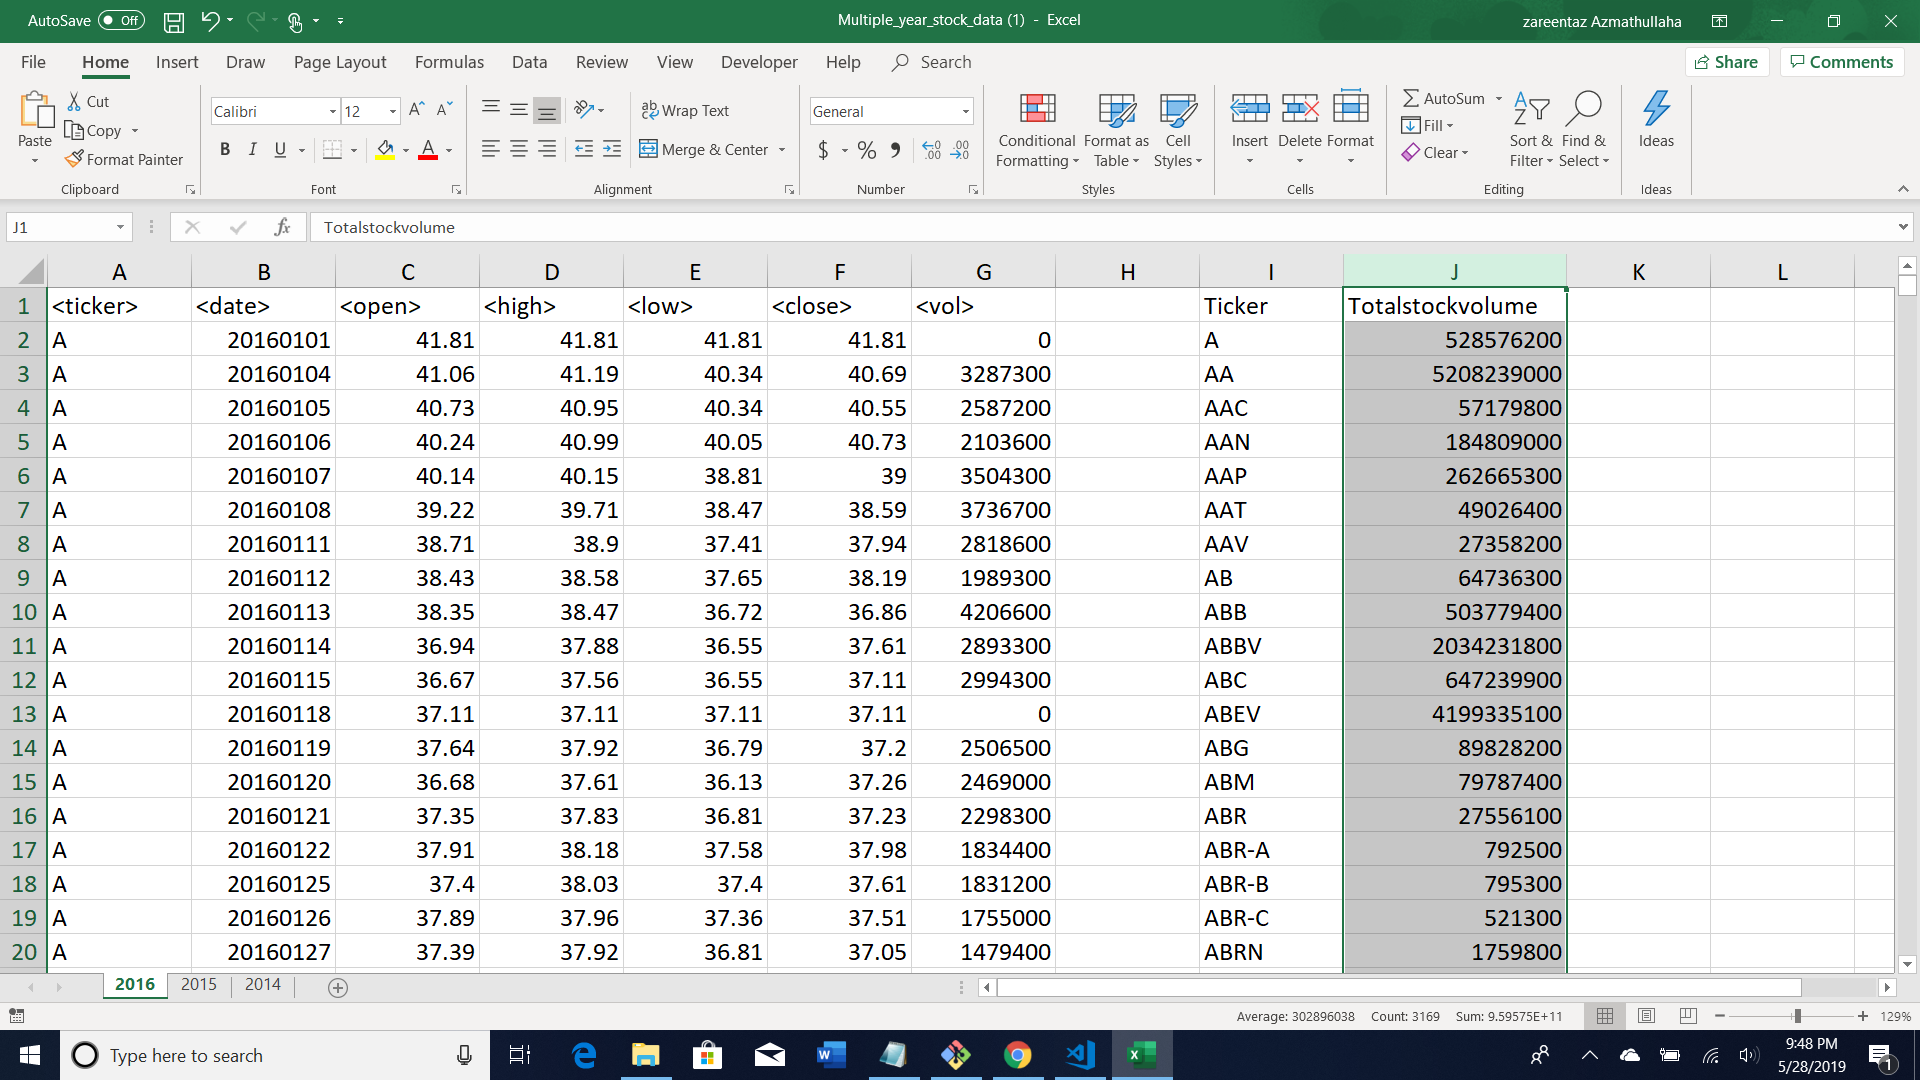 AutoSave Off Multiple_year_stock_data (1) - Excel zareentaz Azmathullaha
File Home Insert Draw Page Layout Formulas Data Review View Developer Help Search Share Comments
Paste Cut Copy Format Painter
Clipboard
Calibri 12 B I U A
Font
Wrap Text
Merge & Center
Alignment
General
$ % , .00 .00
Number
Conditional Formatting Format as Table Cell Styles
Styles
Insert Delete Format
Cells
AutoSum Fill Clear Sort & Filter Find & Select
Editing
Ideas
Ideas
J1 fx Totalstockvolume
A B C D E F G H I J K L
1 <ticker> <date> <open> <high> <low> <close> <vol> Ticker Totalstockvolume
2 A 20160101 41.81 41.81 41.81 41.81 0 A 528576200
3 A 20160104 41.06 41.19 40.34 40.69 3287300 AA 5208239000
4 A 20160105 40.73 40.95 40.34 40.55 2587200 AAC 57179800
5 A 20160106 40.24 40.99 40.05 40.73 2103600 AAN 184809000
6 A 20160107 40.14 40.15 38.81 39 3504300 AAP 262665300
7 A 20160108 39.22 39.71 38.47 38.59 3736700 AAT 49026400
8 A 20160111 38.71 38.9 37.41 37.94 2818600 AAV 27358200
9 A 20160112 38.43 38.58 37.65 38.19 1989300 AB 64736300
10 A 20160113 38.35 38.47 36.72 36.86 4206600 ABB 503779400
11 A 20160114 36.94 37.88 36.55 37.61 2893300 ABBV 2034231800
12 A 20160115 36.67 37.56 36.55 37.11 2994300 ABC 647239900
13 A 20160118 37.11 37.11 37.11 37.11 0 ABEV 4199335100
14 A 20160119 37.64 37.92 36.79 37.2 2506500 ABG 89828200
15 A 20160120 36.68 37.61 36.13 37.26 2469000 ABM 79787400
16 A 20160121 37.35 37.83 36.81 37.23 2298300 ABR 27556100
17 A 20160122 37.91 38.18 37.58 37.98 1834400 ABR-A 792500
18 A 20160125 37.4 38.03 37.4 37.61 1831200 ABR-B 795300
19 A 20160126 37.89 37.96 37.36 37.51 1755000 ABR-C 521300
20 A 20160127 37.39 37.92 36.81 37.05 1479400 ABRN 1759800
2016 2015 2014
Average: 302896038 Count: 3169 Sum: 9.59575E+11 129%
Type here to search
9:48 PM
5/28/2019
1